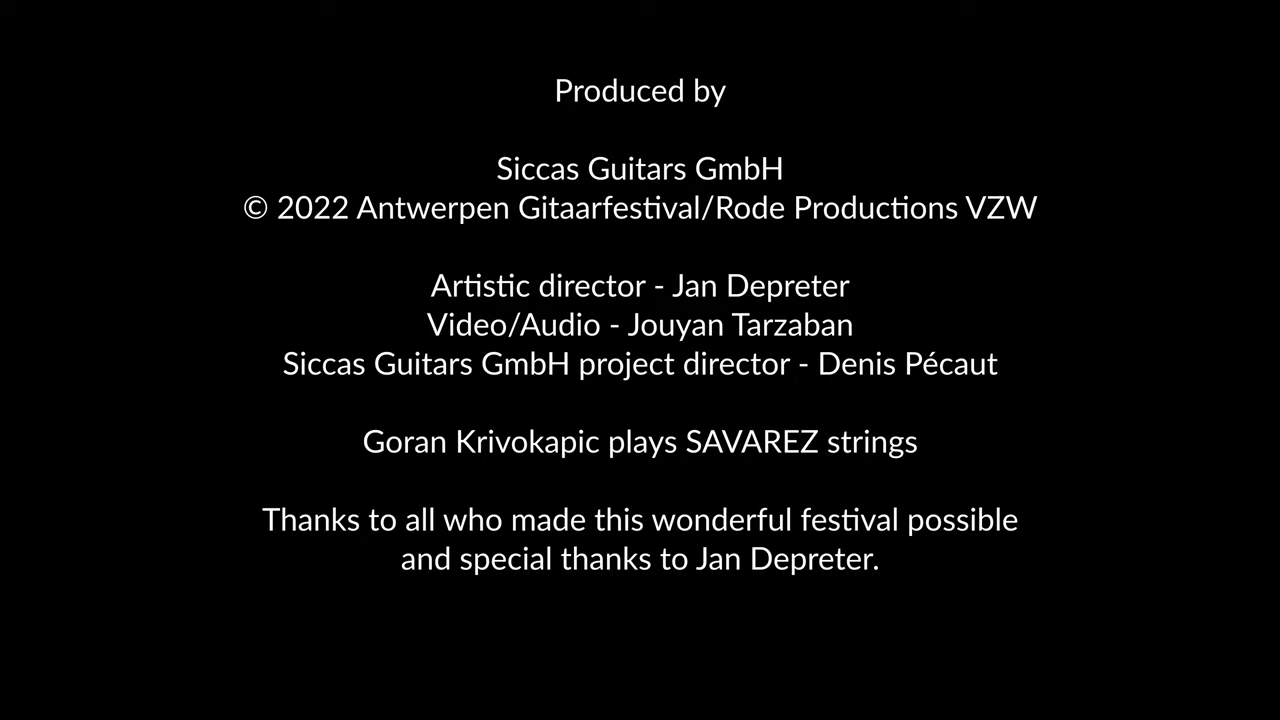 Produced by
Siccas Guitars GmbH
© 2022 Antwerpen Gitaarfestival/Rode Productions VZW
Artistic director - Jan Depreter
Video/Audio - Jouyan Tarzaban
Siccas Guitars GmbH project director - Denis Pécaut
Goran Krivokapic plays SAVAREZ strings
Thanks to all who made this wonderful festival possible
and special thanks to Jan Depreter.